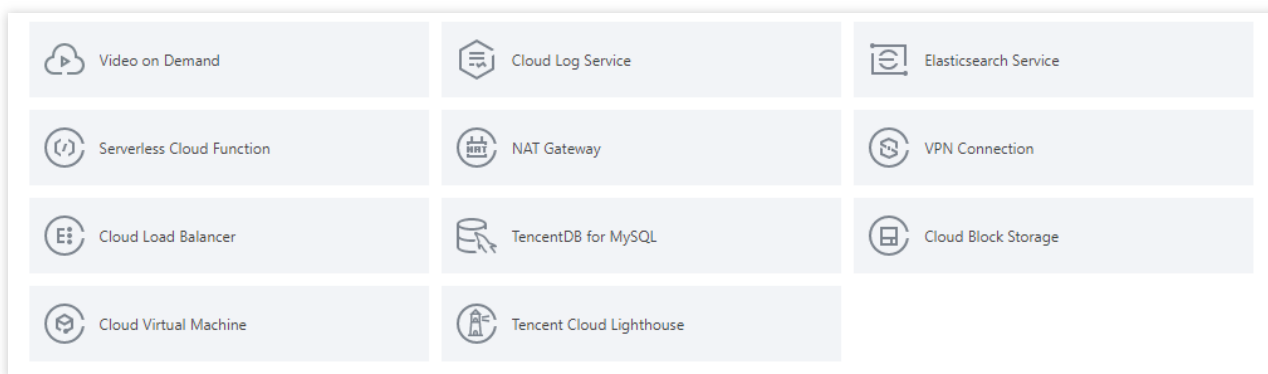 Video on Demand
Cloud Log Service
Elasticsearch Service
Serverless Cloud Function
NAT Gateway
VPN Connection
Cloud Load Balancer
TencentDB for MySQL
Cloud Block Storage
Cloud Virtual Machine
Tencent Cloud Lighthouse